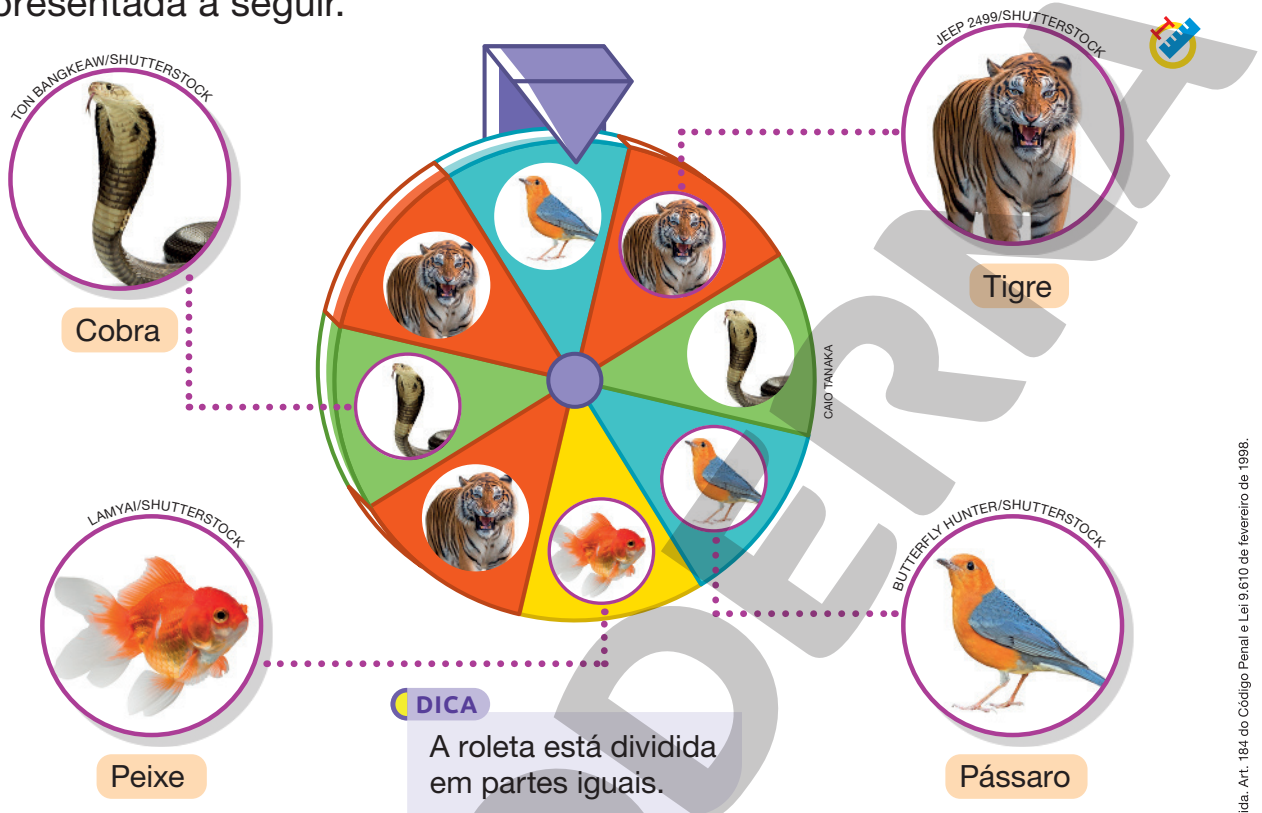 presentada a seguir.
TON BANGKEAW/SHUTTERSTOCK
JEEP 2499/SHUTTERSTOCK
Cobra
Tigre
CAIO TANAKA
LAMYAI/SHUTTERSTOCK
BUTTERFLY HUNTER/SHUTTERSTOCK
Peixe
DICA
A roleta está dividida
em partes iguais.
Pássaro
ida. Art. 184 do Código Penal e Lei 9.610 de fevereiro de 1998.
DERNA